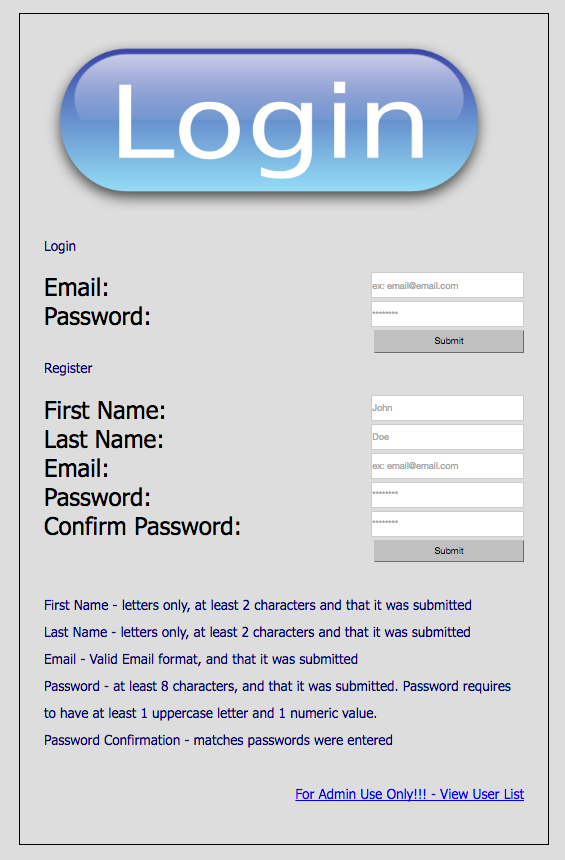 Login
Login
Email:
ex: email@email.com
Password:
********
Submit
Register
First Name:
John
Last Name:
Doe
Email:
ex: email@email.com
Password:
********
Confirm Password:
********
Submit
First Name - letters only, at least 2 characters and that it was submitted
Last Name - letters only, at least 2 characters and that it was submitted
Email - Valid Email format, and that it was submitted
Password - at least 8 characters, and that it was submitted. Password requires
to have at least 1 uppercase letter and 1 numeric value.
Password Confirmation - matches passwords were entered
For Admin Use Only!!! - View User List